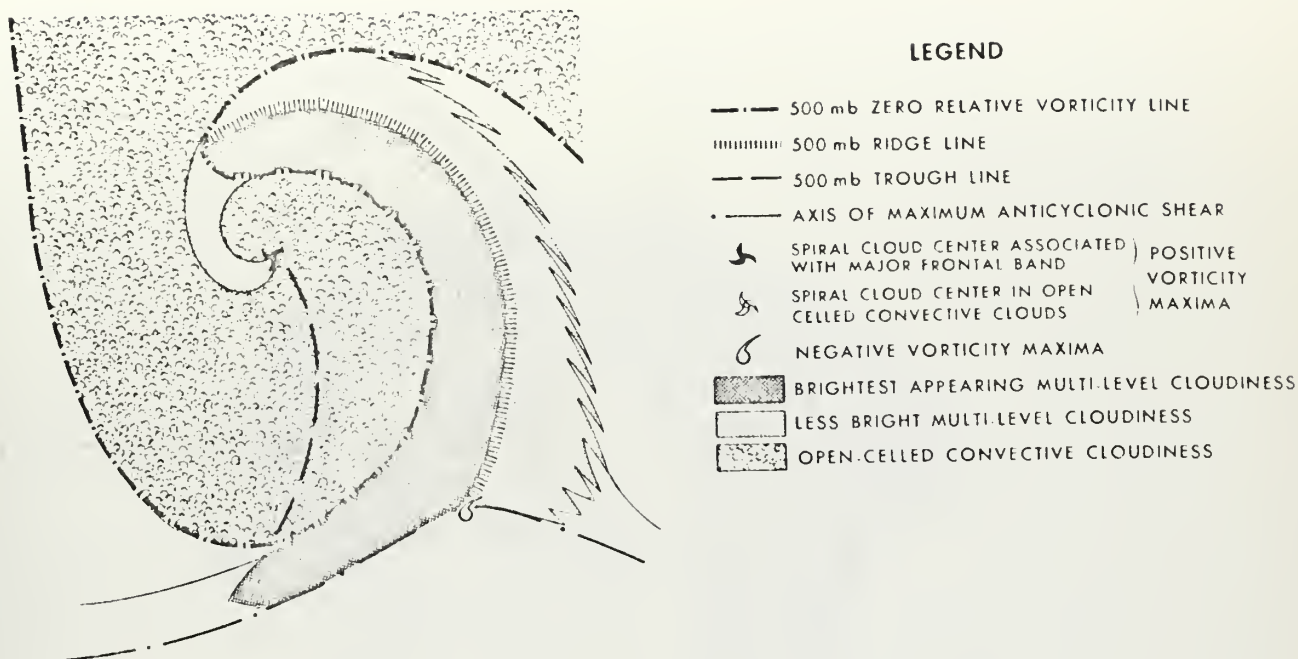 LEGEND
500 mb ZERO RELATIVE VORTICITY LINE
500 mb RIDGE LINE
500 mb TROUGH LINE
AXIS OF MAXIMUM ANTICYCLONIC SHEAR
SPIRAL CLOUD CENTER ASSOCIATED
WITH MAJOR FRONTAL BAND
SPIRAL CLOUD CENTER IN OPEN
CELLED CONVECTIVE CLOUDS
POSITIVE
VORTICITY
MAXIMA
NEGATIVE VORTICITY MAXIMA
BRIGHTEST APPEARING MULTI-LEVEL CLOUDINESS
LESS BRIGHT MULTI-LEVEL CLOUDINESS
OPEN-CELLED CONVECTIVE CLOUDINESS